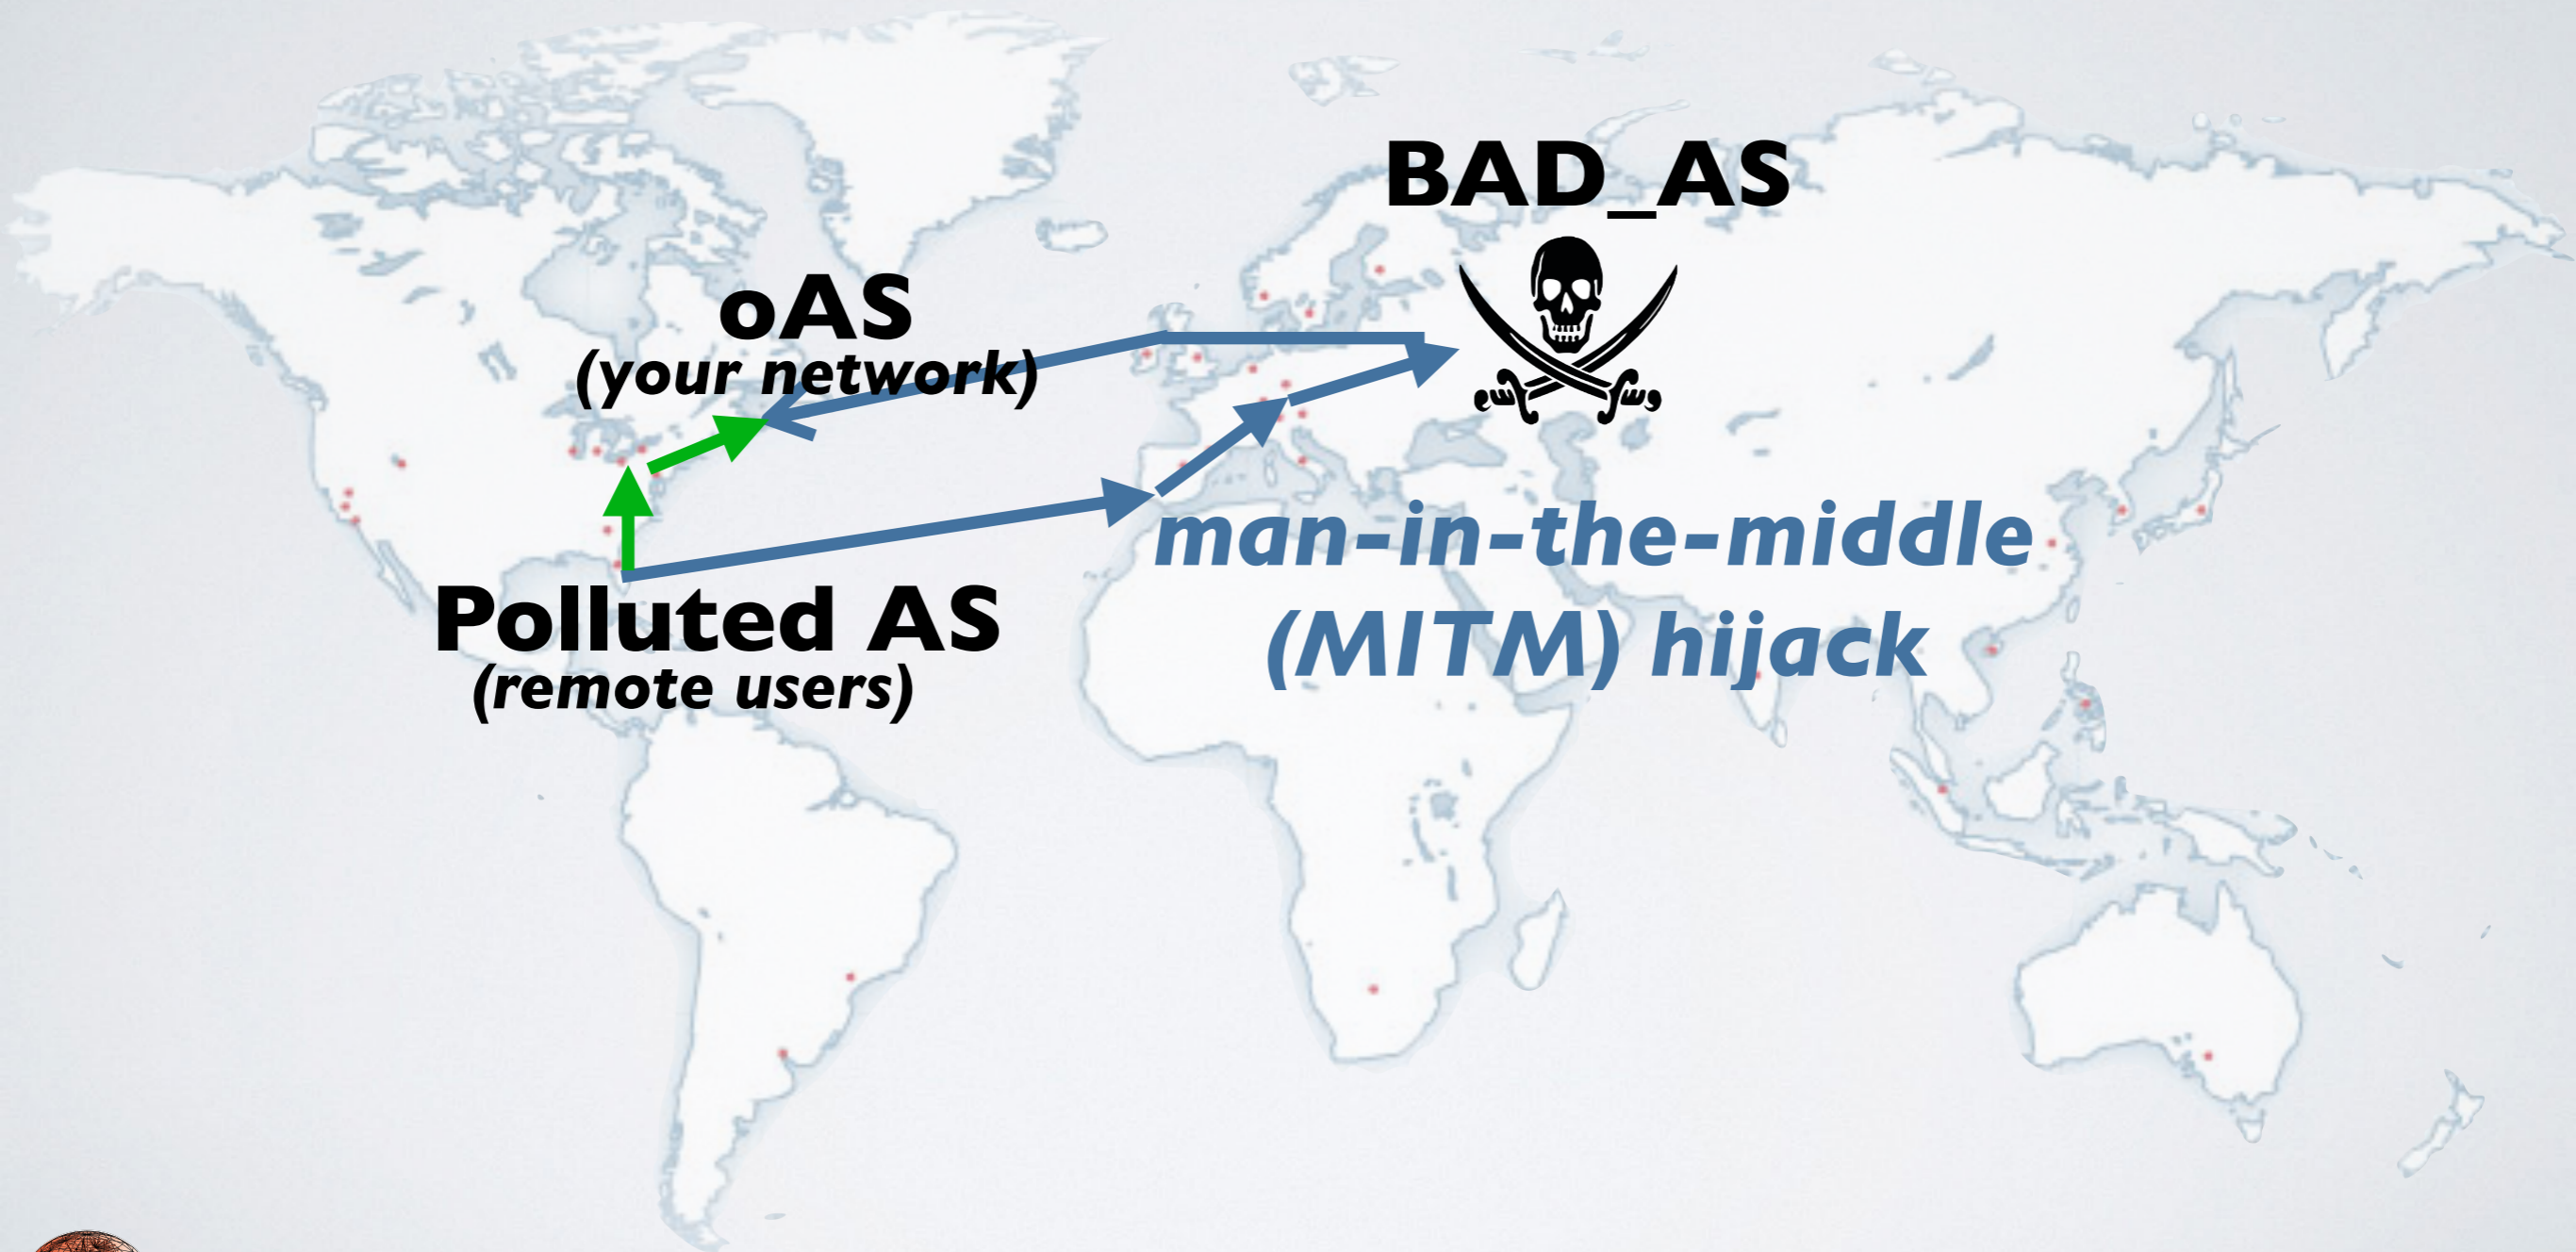 BAD_AS
oAS
(your network)
man-in-the-middle
(MITM) hijack
Polluted AS
(remote users)